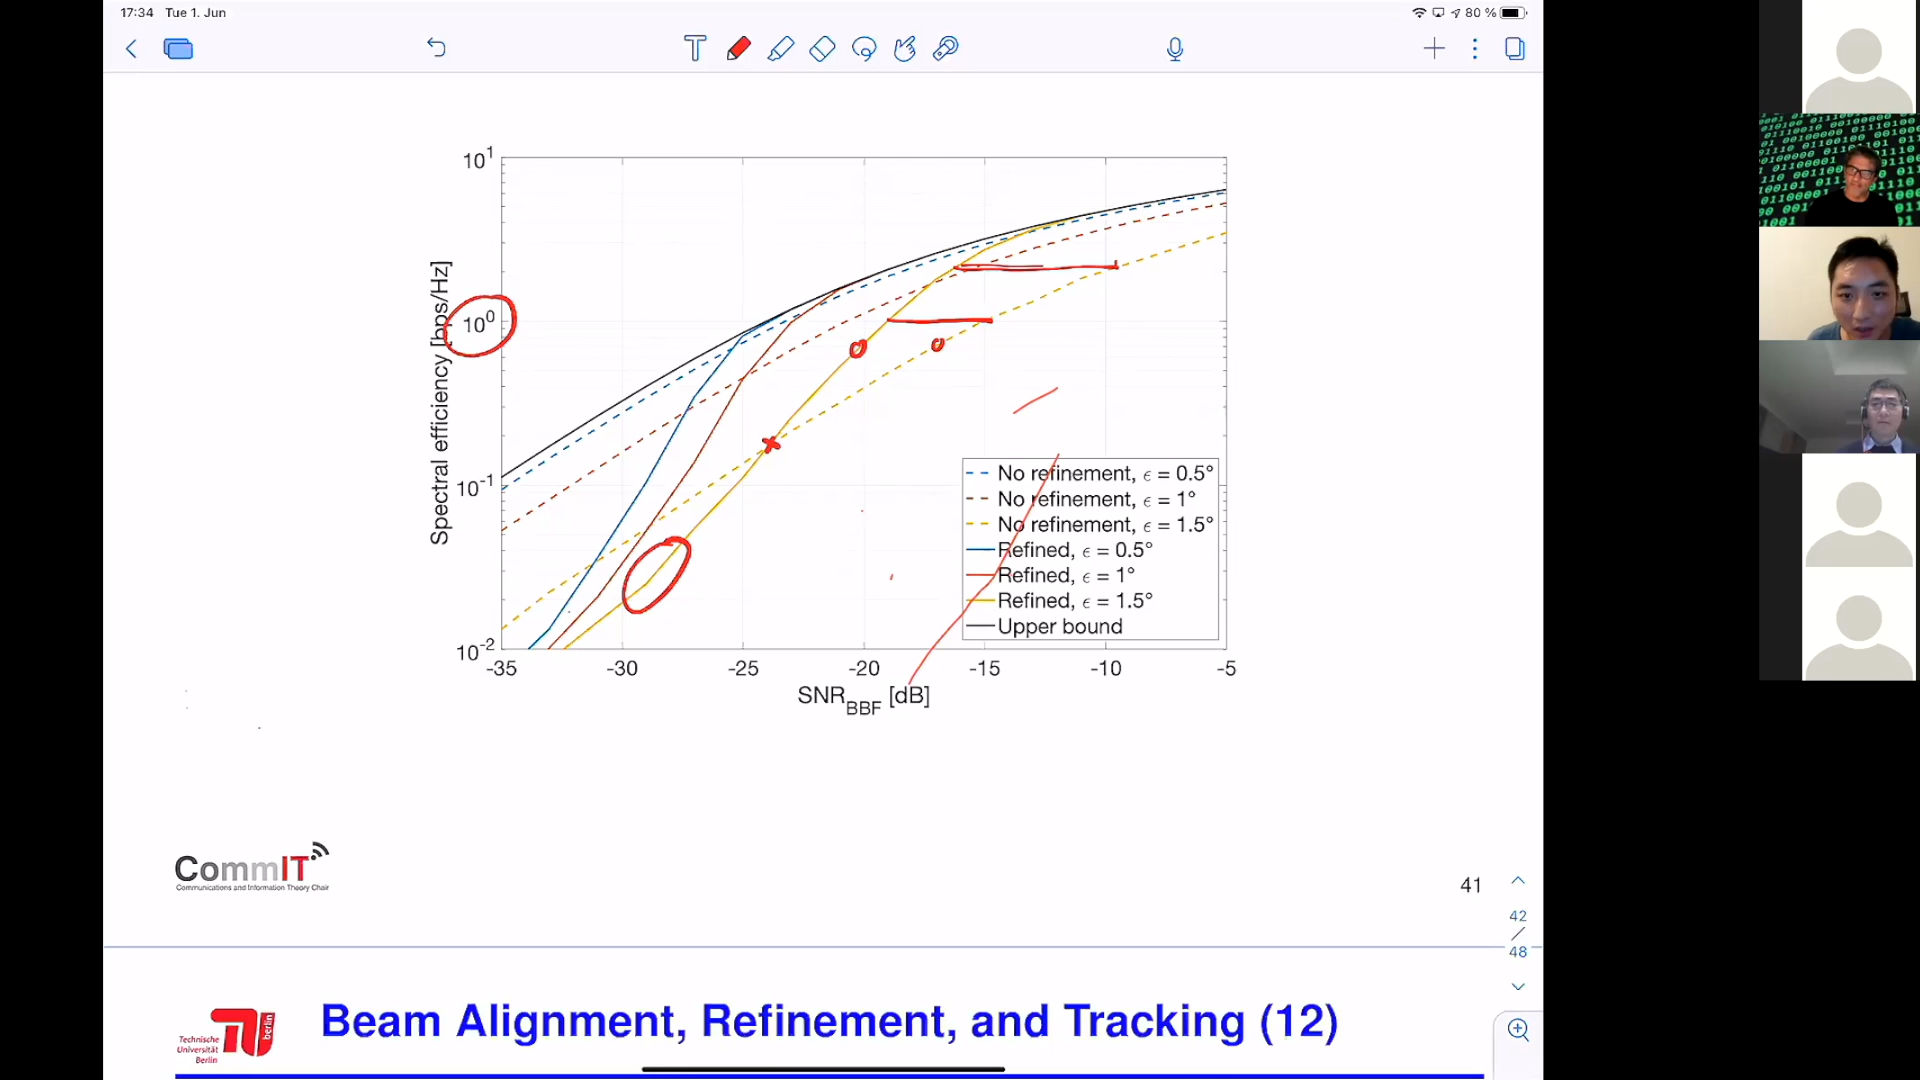 17:34 Tue 1. Jun
80 %
10^1
10^0
10^-1
10^-2
Spectral efficiency [bps/Hz]
No refinement, ϵ = 0.5°
No refinement, ϵ = 1°
No refinement, ϵ = 1.5°
Refined, ϵ = 0.5°
Refined, ϵ = 1°
Refined, ϵ = 1.5°
Upper bound
-35 -30 -25 -20 -15 -10 -5
SNR_BBF [dB]
CommIT
Communications and Information Theory Chair
41
42
/
48
Technische
Universität
Berlin
berlin
Beam Alignment, Refinement, and Tracking (12)